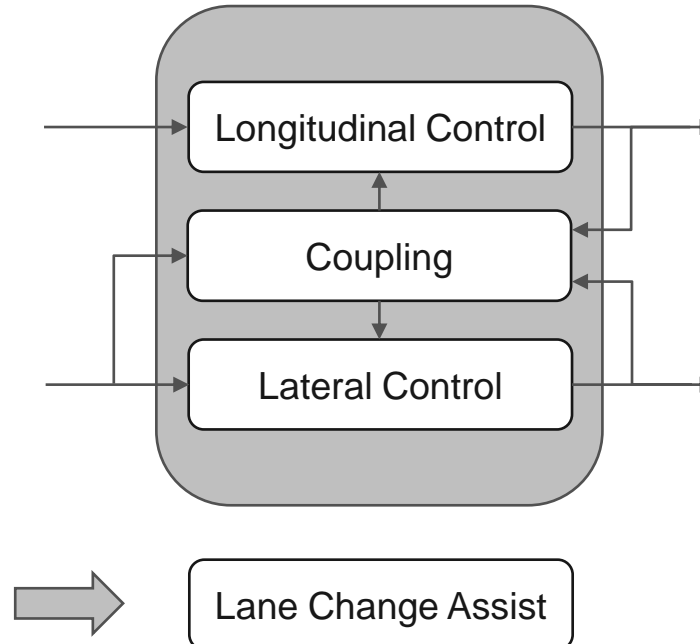 Longitudinal Control
Coupling
Lateral Control
Lane Change Assist